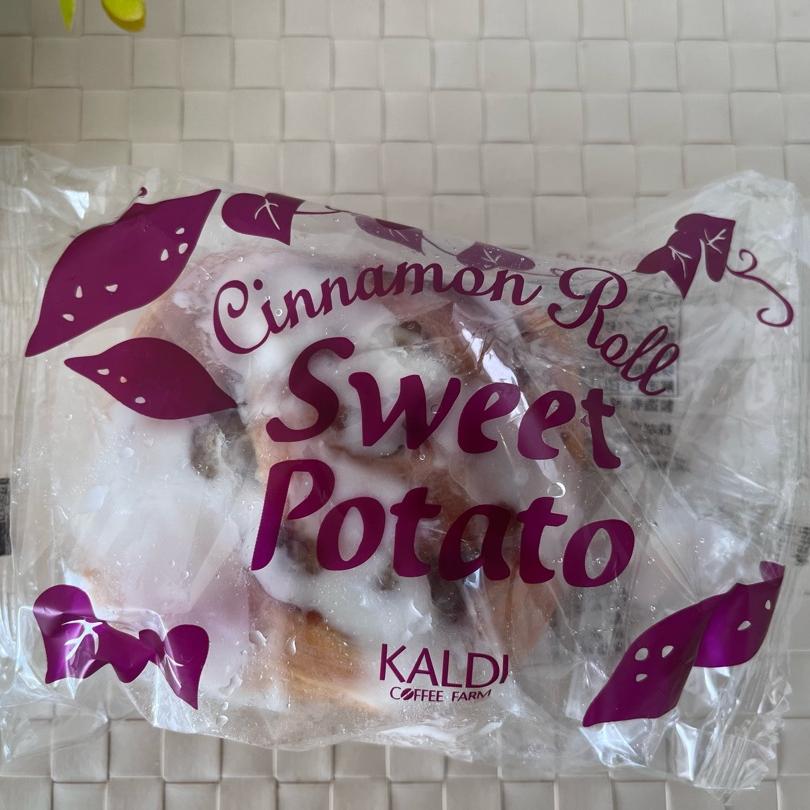 Cinnamon Roll
Sweet
Potato
KALDI
COFFEE FARM